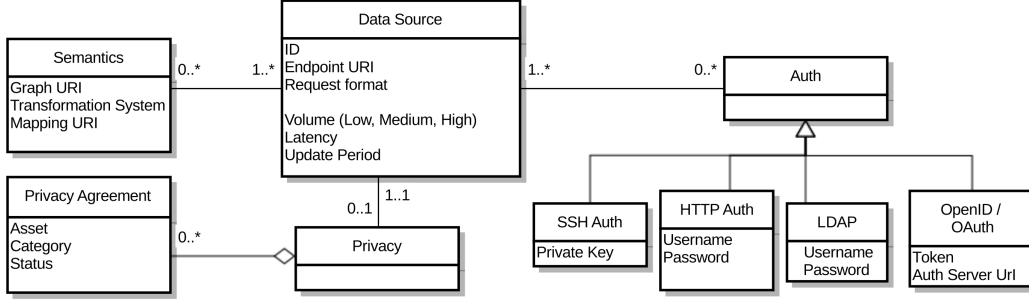 Data Source
ID
Endpoint URI
Request format
Volume (Low, Medium, High)
Latency
Update Period
Semantics
Graph URI
Transformation System
Mapping URI
0..*
1..*
1..*
0..*
Auth
Privacy Agreement
Asset
Category
Status
0..*
0..1
1..1
Privacy
SSH Auth
Private Key
HTTP Auth
Username
Password
LDAP
Username
Password
OpenID /
OAuth
Token
Auth Server Url